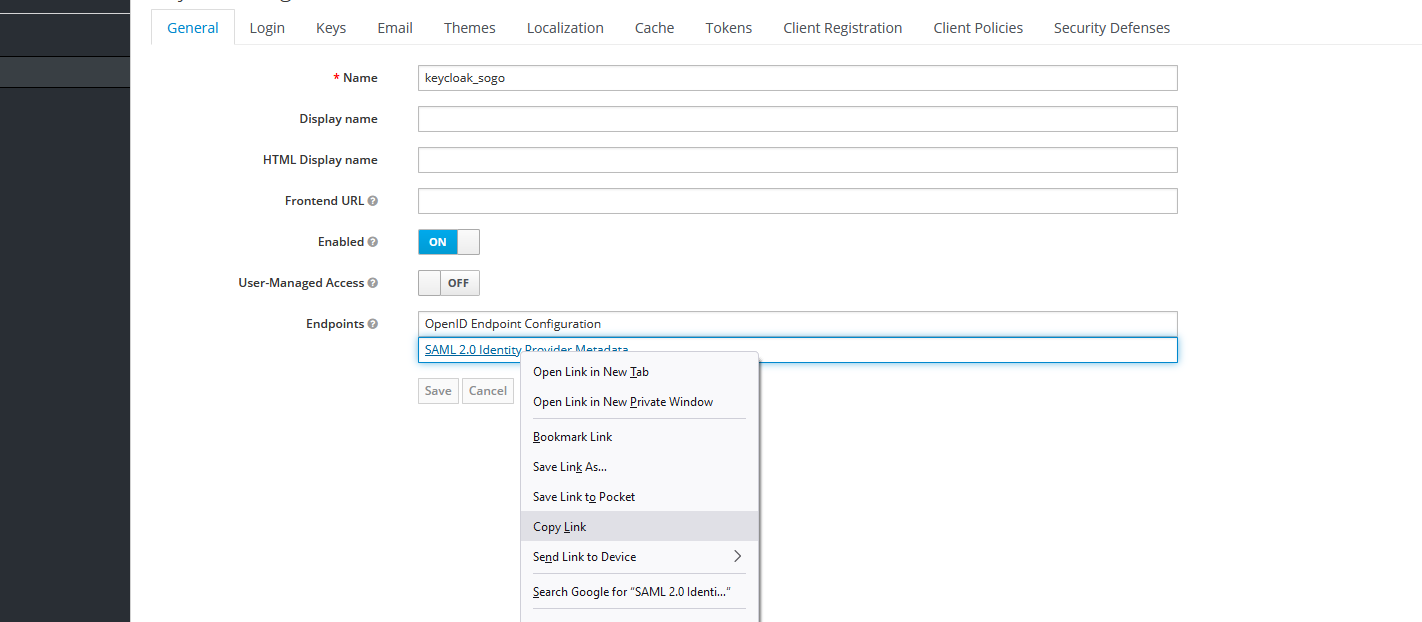 General Login Keys Email Themes Localization Cache Tokens Client Registration Client Policies Security Defenses
* Name keycloak_sogo
Display name
HTML Display name
Frontend URL ?
Enabled ? ON
User-Managed Access ? OFF
Endpoints ? OpenID Endpoint Configuration
SAML 2.0 Identity Provider Metadata
Save Cancel
Open Link in New Tab
Open Link in New Private Window
Bookmark Link
Save Link As...
Save Link to Pocket
Copy Link
Send Link to Device
Search Google for “SAML 2.0 Identi...”